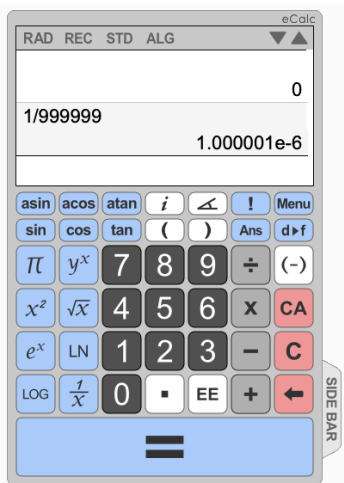 eCalc
RAD REC STD ALG ▼ ▲
0
1/999999
1.000001e-6
asin acos atan i ∠ ! Menu
sin cos tan ( ) Ans d▸f
π yˣ 7 8 9 ÷ (-)
x² √x 4 5 6 x CA
eˣ LN 1 2 3 − C
LOG 1/x 0 . EE + ←
=
SIDE BAR